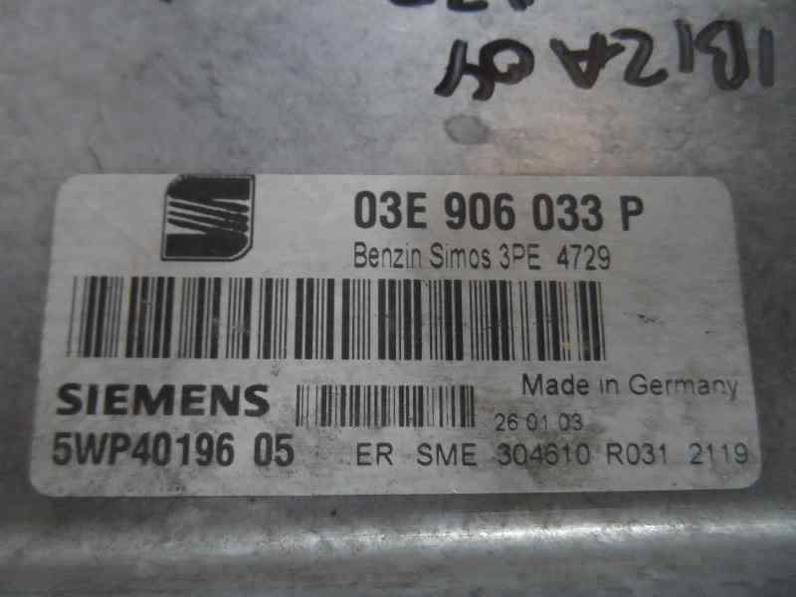 IBIZA 04
03E 906 033 P
Benzin Simos 3PE 4729
SIEMENS
Made in Germany
26 01 03
5WP40196 05
ER SME 304610 R031 2119